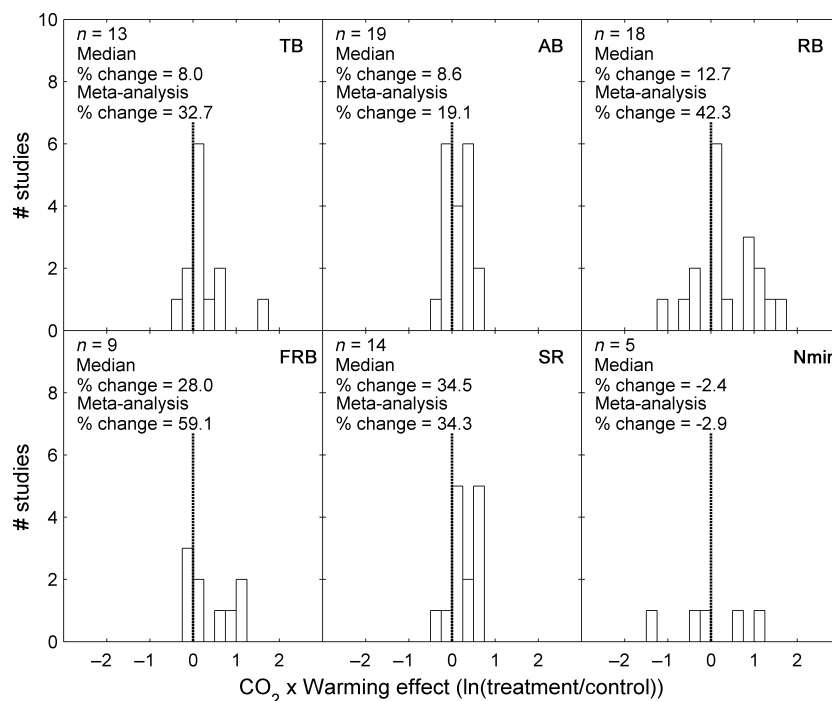 10
8
6
4
2
0
# studies
n = 13
Median
% change = 8.0
Meta-analysis
% change = 32.7
TB
n = 19
Median
% change = 8.6
Meta-analysis
% change = 19.1
AB
n = 18
Median
% change = 12.7
Meta-analysis
% change = 42.3
RB
8
6
4
2
0
# studies
n = 9
Median
% change = 28.0
Meta-analysis
% change = 59.1
FRB
n = 14
Median
% change = 34.5
Meta-analysis
% change = 34.3
SR
n = 5
Median
% change = -2.4
Meta-analysis
% change = -2.9
Nmin
−2 −1 0 1 2 −2 −1 0 1 2 −2 −1 0 1 2
CO2 x Warming effect (ln(treatment/control))